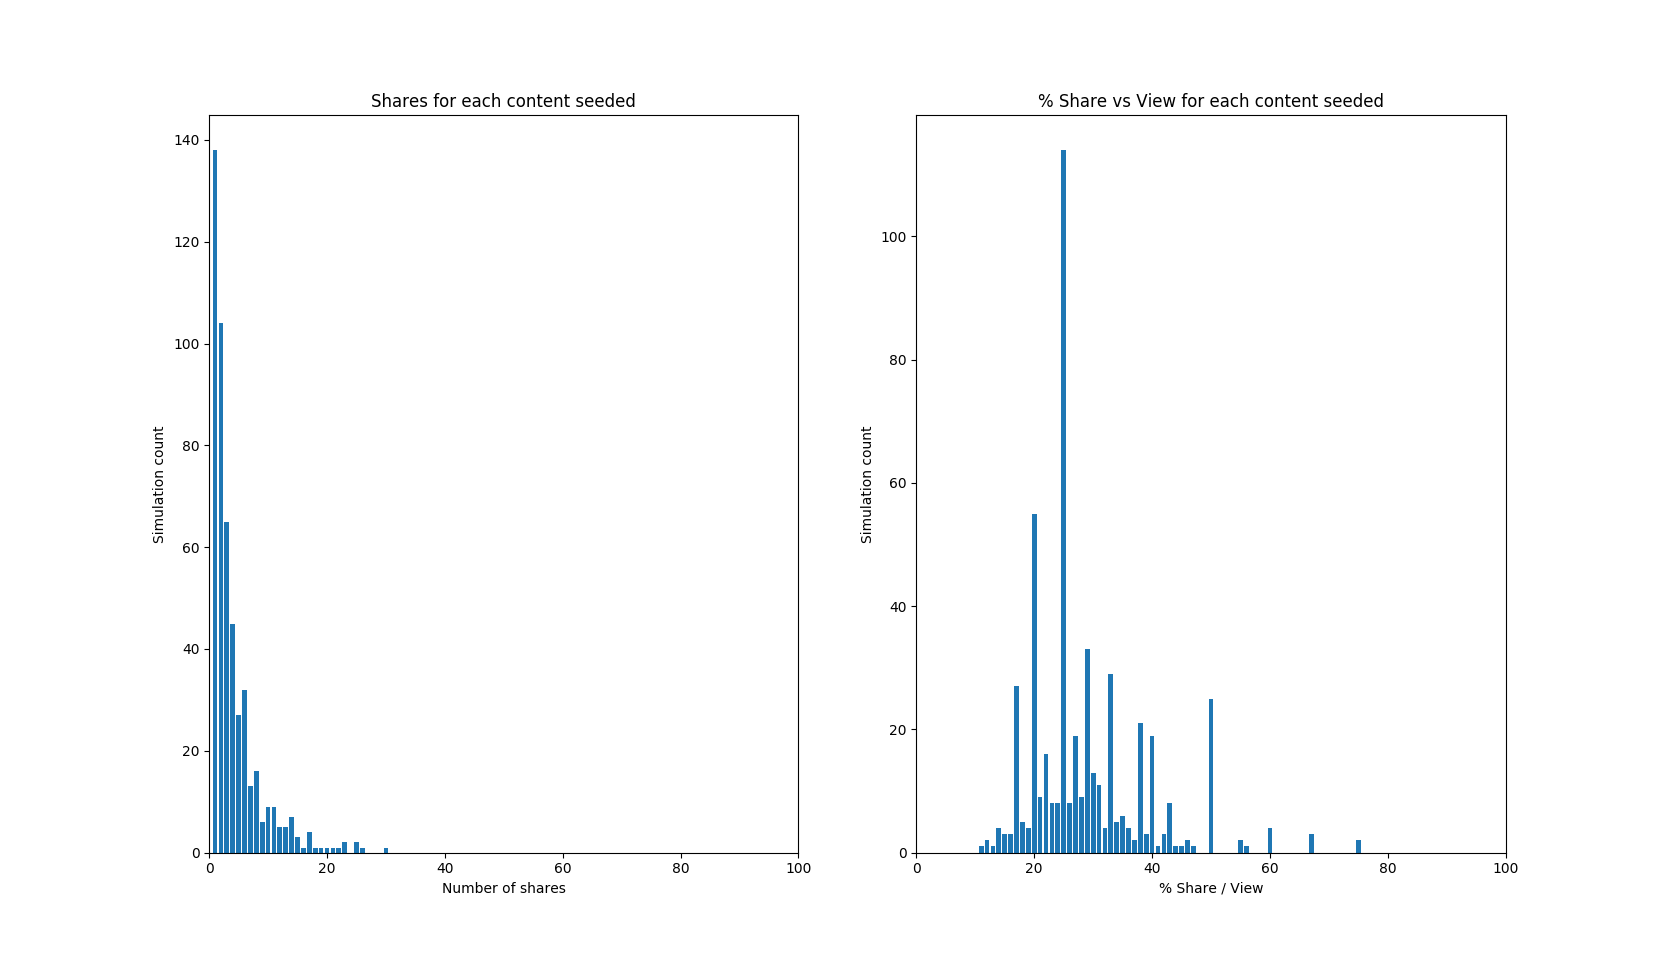 Shares for each content seeded
140
120
100
80
60
40
20
0
Simulation count
0 20 40 60 80 100
Number of shares
% Share vs View for each content seeded
100
80
60
40
20
0
Simulation count
0 20 40 60 80 100
% Share / View